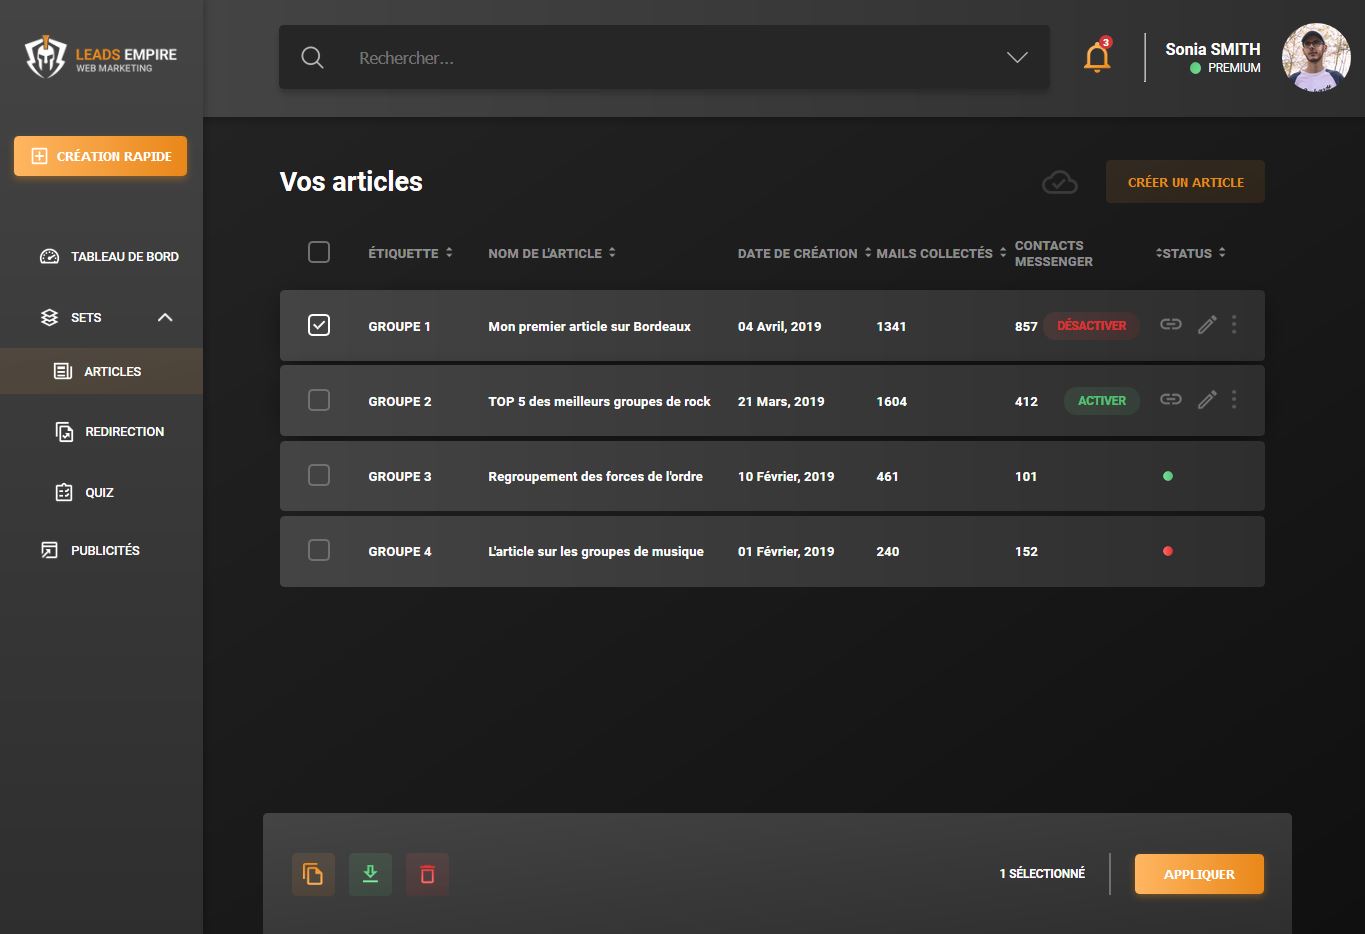 LEADS EMPIRE
WEB MARKETING
Rechercher...
3
Sonia SMITH
PREMIUM
CRÉATION RAPIDE
TABLEAU DE BORD
SETS
ARTICLES
REDIRECTION
QUIZ
PUBLICITÉS
Vos articles
CRÉER UN ARTICLE
ÉTIQUETTE NOM DE L'ARTICLE DATE DE CRÉATION MAILS COLLECTÉS CONTACTS MESSENGER STATUS
GROUPE 1 Mon premier article sur Bordeaux 04 Avril, 2019 1341 857 DÉSACTIVER
GROUPE 2 TOP 5 des meilleurs groupes de rock 21 Mars, 2019 1604 412 ACTIVER
GROUPE 3 Regroupement des forces de l'ordre 10 Février, 2019 461 101
GROUPE 4 L'article sur les groupes de musique 01 Février, 2019 240 152
1 SÉLECTIONNÉ
APPLIQUER